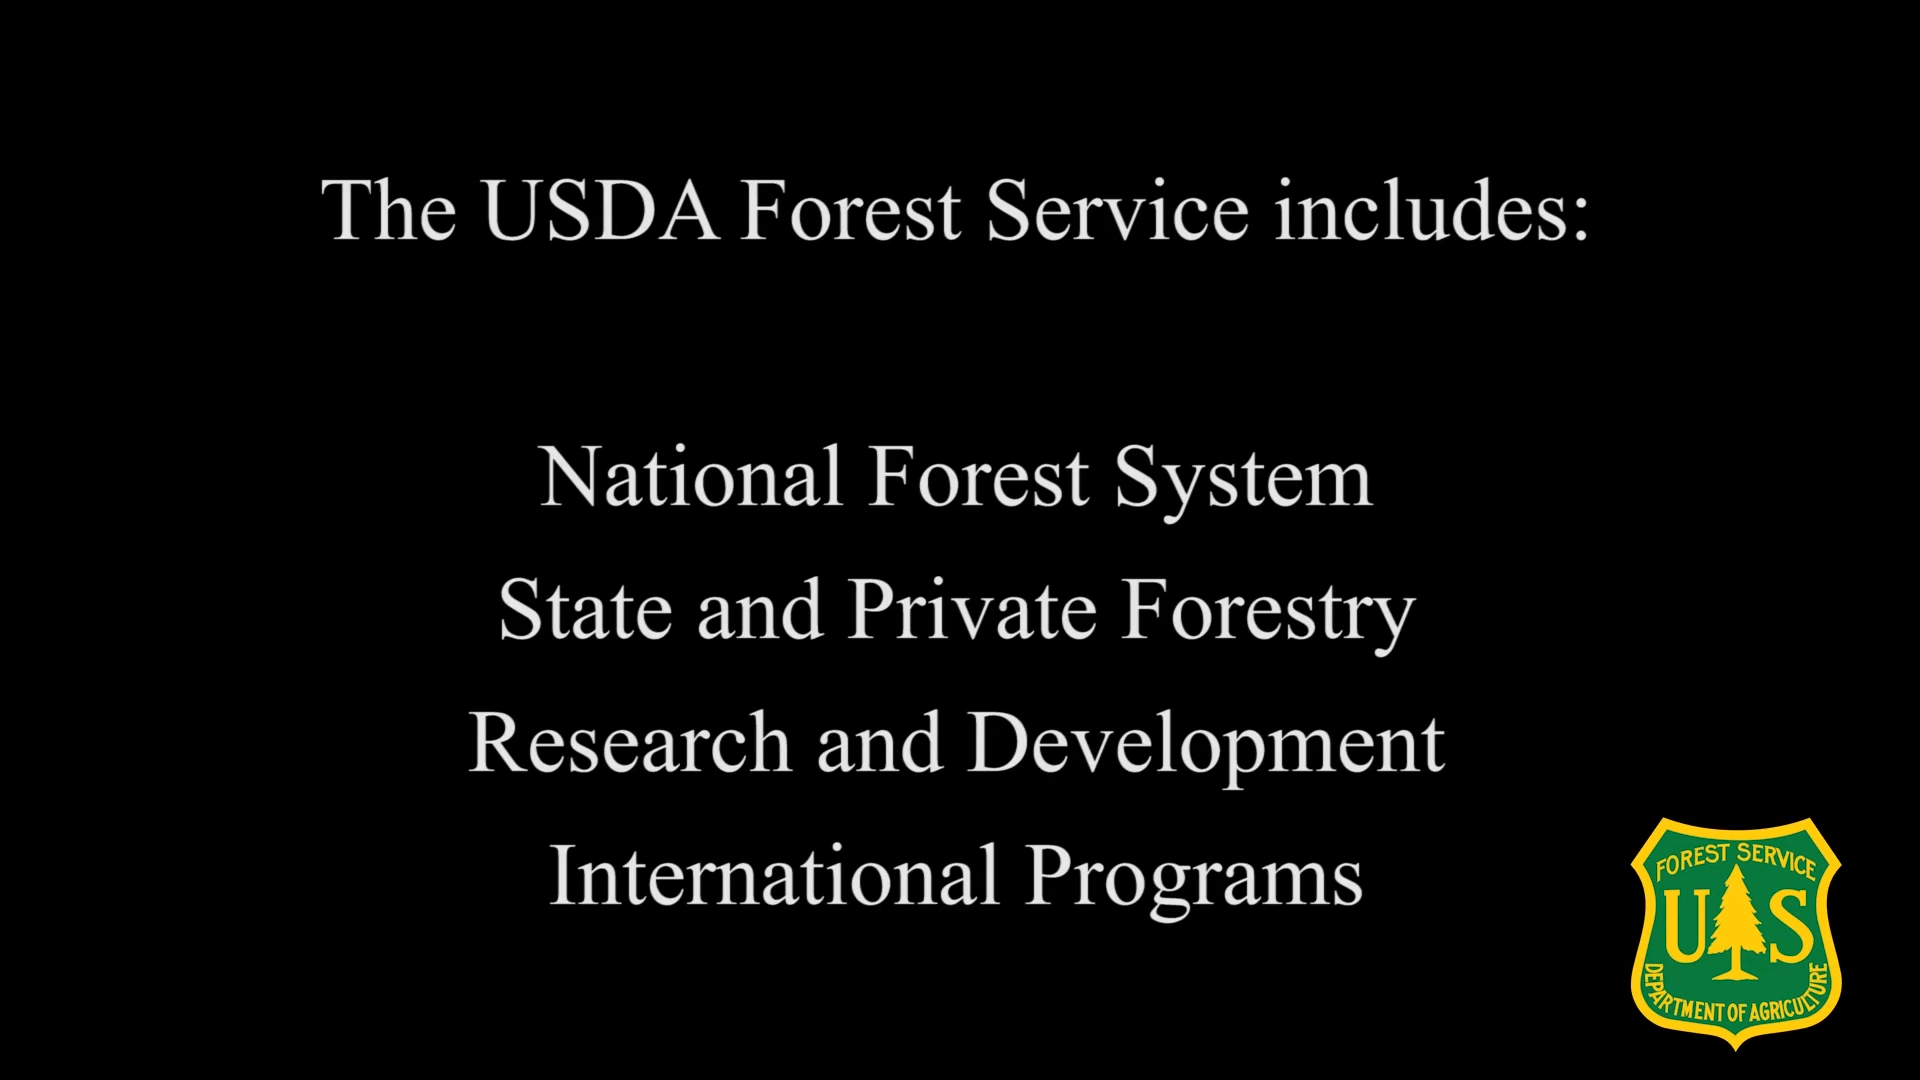 The USDA Forest Service includes:
National Forest System
State and Private Forestry
Research and Development
International Programs
FOREST SERVICE
U S
DEPARTMENT OF AGRICULTURE